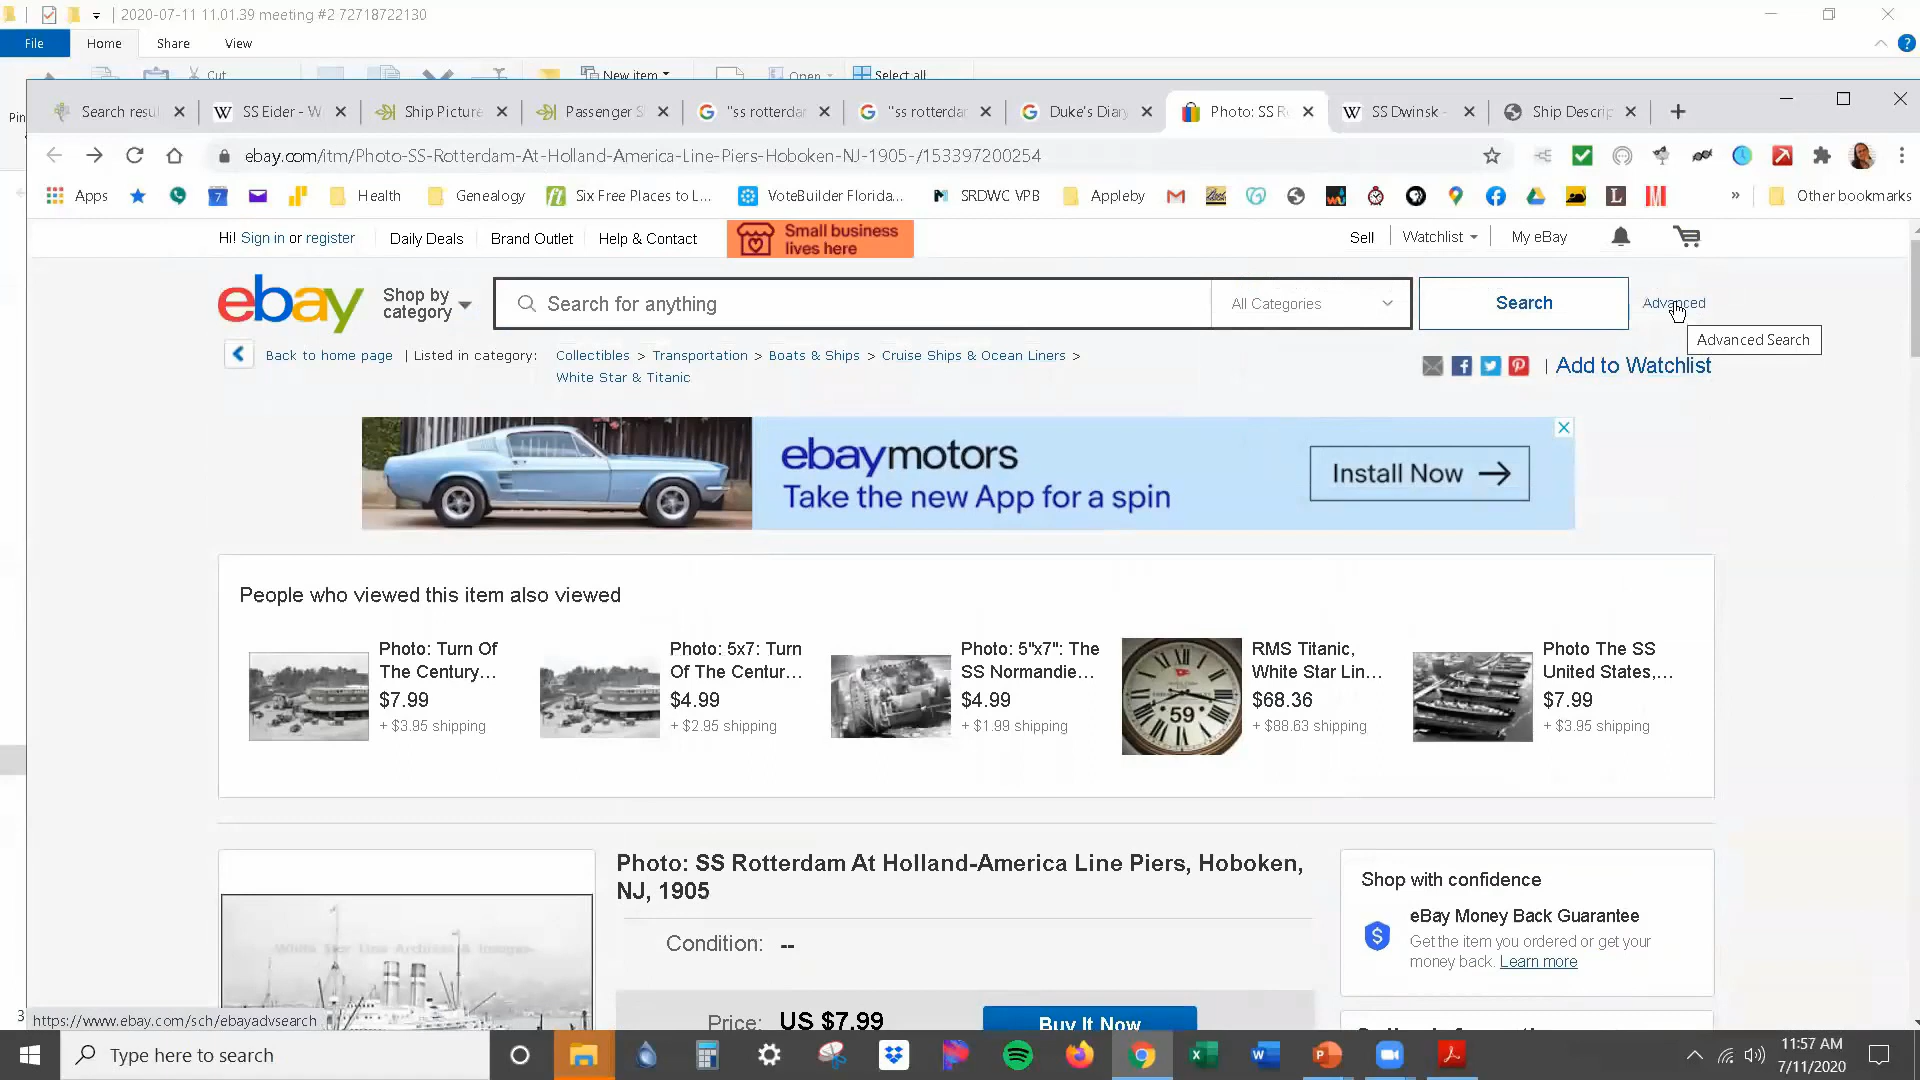 2020-07-11 11.01.39 meeting #2 72718722130
File Home Share View
Cut New item Open Select all
Pin
Search resu SS Eider - W Ship Picture Passenger S "ss rotterdar "ss rotterdar Duke's Diary Photo: SS R SS Dwinsk - Ship Descrip
ebay.com/itm/Photo-SS-Rotterdam-At-Holland-America-Line-Piers-Hoboken-NJ-1905-/153397200254
Apps 7 Health Genealogy Six Free Places to L... VoteBuilder Florida... SRDWC VPB Appleby » Other bookmarks
Hi! Sign in or register Daily Deals Brand Outlet Help & Contact Small business
lives here
Sell Watchlist My eBay
ebay
Shop by
category
Search for anything All Categories Search Advanced
Advanced Search
Back to home page | Listed in category: Collectibles > Transportation > Boats & Ships > Cruise Ships & Ocean Liners >
White Star & Titanic
| Add to Watchlist
ebaymotors
Take the new App for a spin
Install Now →
People who viewed this item also viewed
Photo: Turn Of
The Century...
$7.99
+ $3.95 shipping
Photo: 5x7: Turn
Of The Centur...
$4.99
+ $2.95 shipping
Photo: 5"x7": The
SS Normandie...
$4.99
+ $1.99 shipping
59
RMS Titanic,
White Star Lin...
$68.36
+ $88.63 shipping
Photo The SS
United States,...
$7.99
+ $3.95 shipping
Photo: SS Rotterdam At Holland-America Line Piers, Hoboken,
NJ, 1905
White Star Line Archives & Images
Condition: --
Price: US $7.99
Buy It Now
Shop with confidence
eBay Money Back Guarantee
Get the item you ordered or get your
money back. Learn more
3
https://www.ebay.com/sch/ebayadvsearch
Type here to search
11:57 AM
7/11/2020